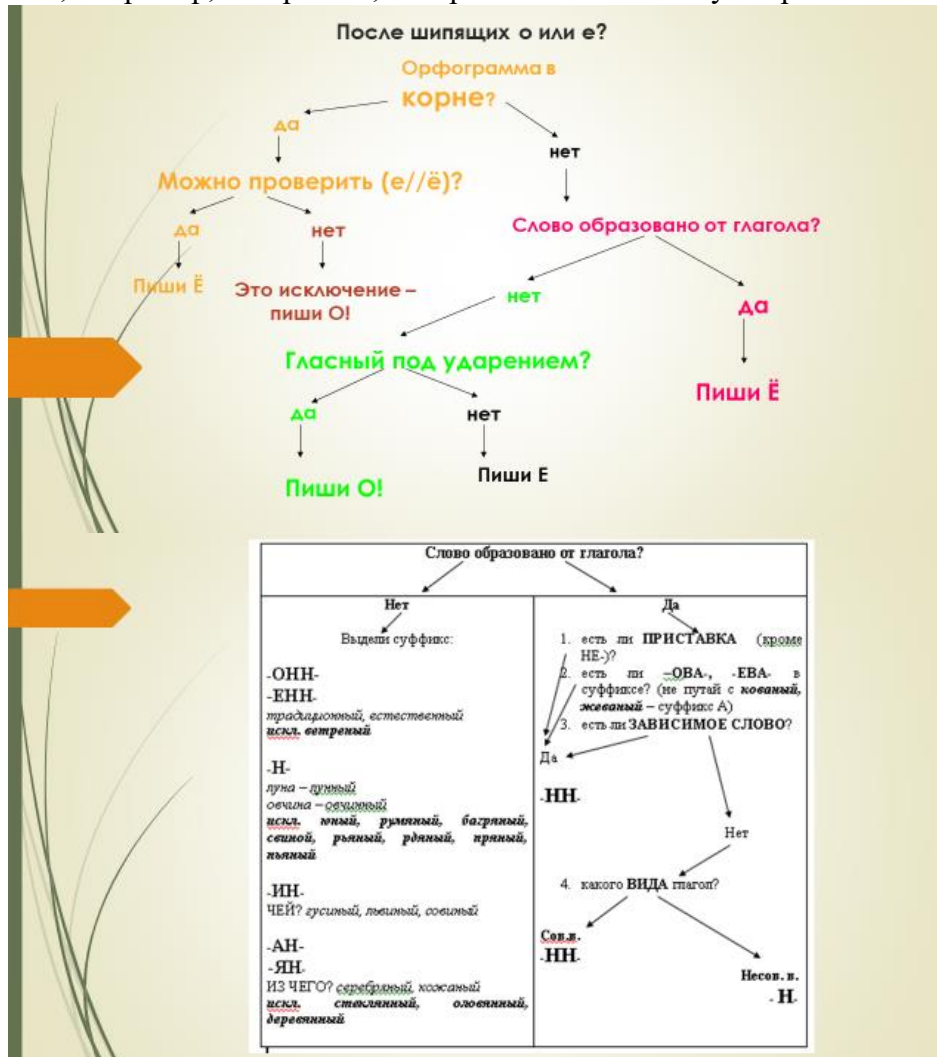 После шипящих о или е?
Орфограмма в
корне?
да
нет
Можно проверить (е//ё)?
Слово образовано от глагола?
да
нет
Пиши Ё
Это исключение –
пиши О!
нет
да
Гласный под ударением?
Пиши Ё
да
нет
Пиши О!
Пиши Е
Слово образовано от глагола?
Нет
Выдели суффикс:
-ОНН-
-ЕНН-
традиционный, естественный
искл. ветреный
-Н-
луна – лунный
овчина – овчинный
искл. юный, румяный, багряный,
свиной, рьяный, рдяный, пряный,
пьяный
-ИН-
ЧЕЙ? гусиный, львиный, совиный
-АН-
-ЯН-
ИЗ ЧЕГО? серебряный, кожаный
искл. стеклянный, оловянный,
деревянный
Да
1. есть ли ПРИСТАВКА (кроме
НЕ-)?
2. есть ли –ОВА-, -ЕВА- в
суффиксе? (не путай с кованый,
жеваный – суффикс А)
3. есть ли ЗАВИСИМОЕ СЛОВО?
Да
-НН-
Нет
4. какого ВИДА глагол?
Сов.в.
-НН-
Несов. в.
- Н-